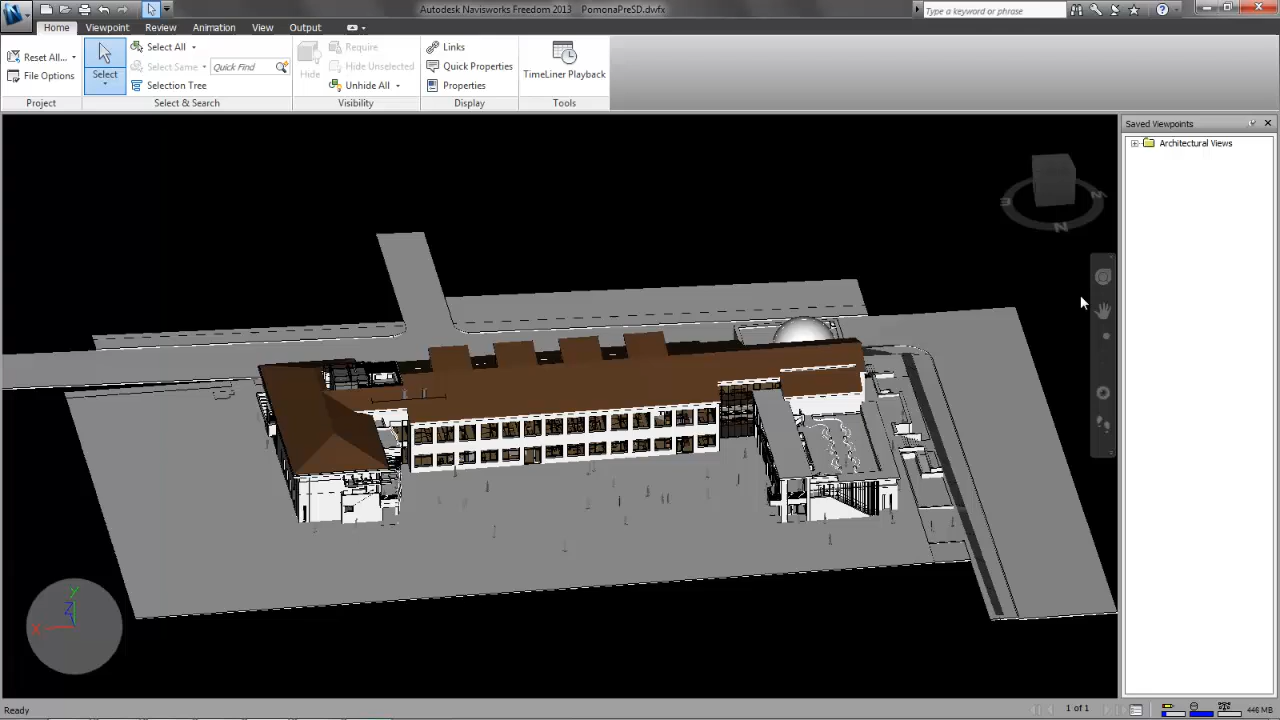 Autodesk Navisworks Freedom 2013 PomonaPreSD.dwfx
Type a keyword or phrase
Home Viewpoint Review Animation View Output
Reset All...
File Options
Project
Select
Select All
Select Same
Quick Find
Selection Tree
Select & Search
Hide
Require
Hide Unselected
Unhide All
Visibility
Links
Quick Properties
Properties
Display
TimeLiner Playback
Tools
Saved Viewpoints
Architectural Views
N
Y
Z
X
Ready
1 of 1
446 MB